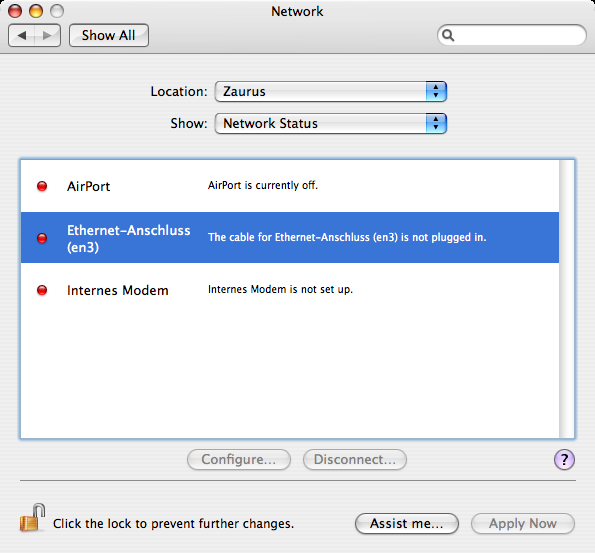 Network
Show All
Location: Zaurus
Show: Network Status
AirPort AirPort is currently off.
Ethernet-Anschluss
(en3) The cable for Ethernet-Anschluss (en3) is not plugged in.
Internes Modem Internes Modem is not set up.
Configure... Disconnect... ?
Click the lock to prevent further changes. Assist me... Apply Now